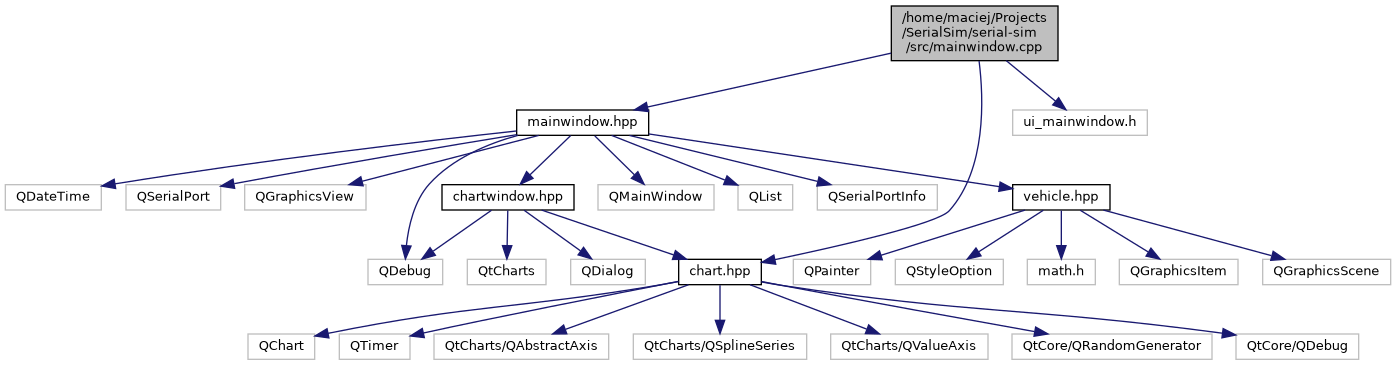 /home/maciej/Projects
/SerialSim/serial-sim
/src/mainwindow.cpp
mainwindow.hpp
ui_mainwindow.h
QDateTime
QSerialPort
QGraphicsView
chartwindow.hpp
QMainWindow
QList
QSerialPortInfo
vehicle.hpp
QDebug
QtCharts
QDialog
chart.hpp
QPainter
QStyleOption
math.h
QGraphicsItem
QGraphicsScene
QChart
QTimer
QtCharts/QAbstractAxis
QtCharts/QSplineSeries
QtCharts/QValueAxis
QtCore/QRandomGenerator
QtCore/QDebug